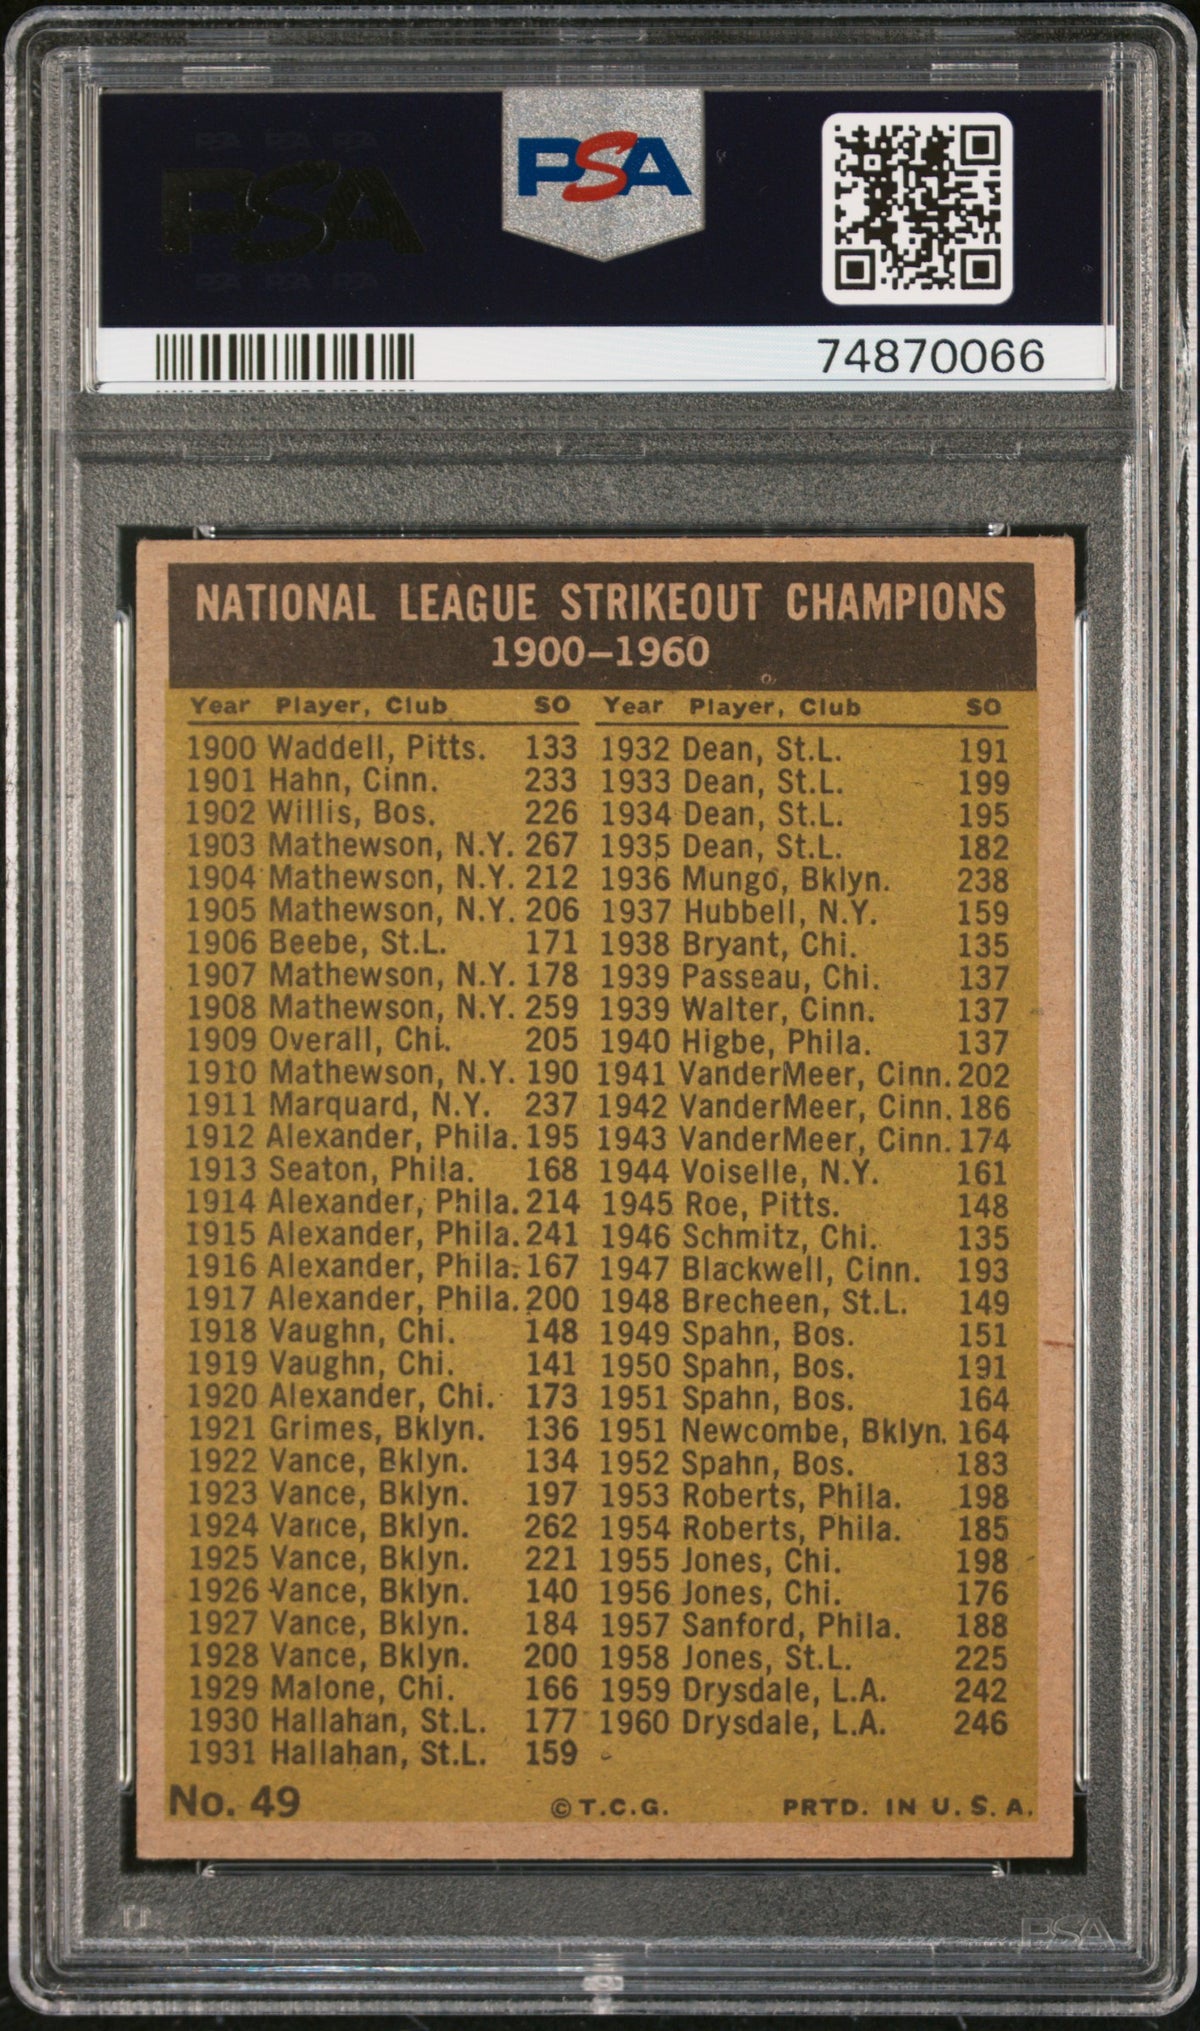 PSA PSA PSA
PSA
PSA PSA PSA
PSA
74870066
NATIONAL LEAGUE STRIKEOUT CHAMPIONS
1900–1960
Year Player, Club SO
1900 Waddell, Pitts. 133
1901 Hahn, Cinn. 233
1902 Willis, Bos. 226
1903 Mathewson, N.Y. 267
1904 Mathewson, N.Y. 212
1905 Mathewson, N.Y. 206
1906 Beebe, St.L. 171
1907 Mathewson, N.Y. 178
1908 Mathewson, N.Y. 259
1909 Overall, Chi. 205
1910 Mathewson, N.Y. 190
1911 Marquard, N.Y. 237
1912 Alexander, Phila. 195
1913 Seaton, Phila. 168
1914 Alexander, Phila. 214
1915 Alexander, Phila. 241
1916 Alexander, Phila. 167
1917 Alexander, Phila. 200
1918 Vaughn, Chi. 148
1919 Vaughn, Chi. 141
1920 Alexander, Chi. 173
1921 Grimes, Bklyn. 136
1922 Vance, Bklyn. 134
1923 Vance, Bklyn. 197
1924 Vance, Bklyn. 262
1925 Vance, Bklyn. 221
1926 Vance, Bklyn. 140
1927 Vance, Bklyn. 184
1928 Vance, Bklyn. 200
1929 Malone, Chi. 166
1930 Hallahan, St.L. 177
1931 Hallahan, St.L. 159
Year Player, Club SO
1932 Dean, St.L. 191
1933 Dean, St.L. 199
1934 Dean, St.L. 195
1935 Dean, St.L. 182
1936 Mungo, Bklyn. 238
1937 Hubbell, N.Y. 159
1938 Bryant, Chi. 135
1939 Passeau, Chi. 137
1939 Walter, Cinn. 137
1940 Higbe, Phila. 137
1941 VanderMeer, Cinn. 202
1942 VanderMeer, Cinn. 186
1943 VanderMeer, Cinn. 174
1944 Voiselle, N.Y. 161
1945 Roe, Pitts. 148
1946 Schmitz, Chi. 135
1947 Blackwell, Cinn. 193
1948 Brecheen, St.L. 149
1949 Spahn, Bos. 151
1950 Spahn, Bos. 191
1951 Spahn, Bos. 164
1951 Newcombe, Bklyn. 164
1952 Spahn, Bos. 183
1953 Roberts, Phila. 198
1954 Roberts, Phila. 185
1955 Jones, Chi. 198
1956 Jones, Chi. 176
1957 Sanford, Phila. 188
1958 Jones, St.L. 225
1959 Drysdale, L.A. 242
1960 Drysdale, L.A. 246
No. 49 © T.C.G. PRTD. IN U.S.A.
PSA